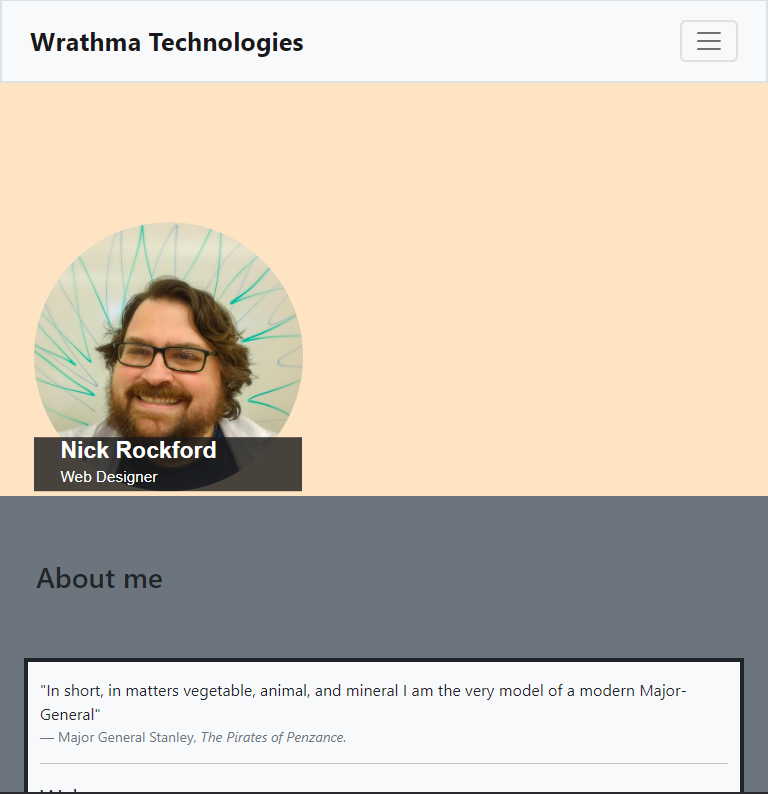 Wrathma Technologies
Nick Rockford
Web Designer
About me
"In short, in matters vegetable, animal, and mineral I am the very model of a modern Major-
General"
— Major General Stanley, The Pirates of Penzance.